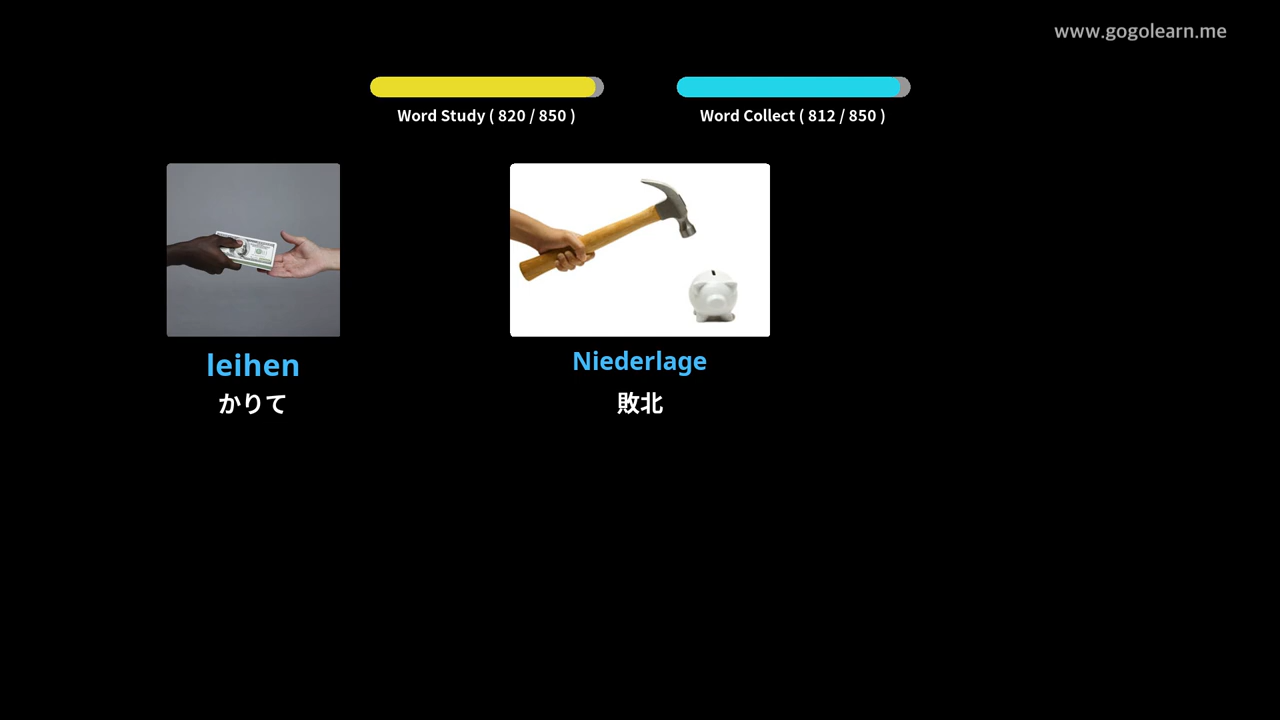 www.gogolearn.me
Word Study ( 820 / 850 )
Word Collect ( 812 / 850 )
leihen
かりて
Niederlage
敗北